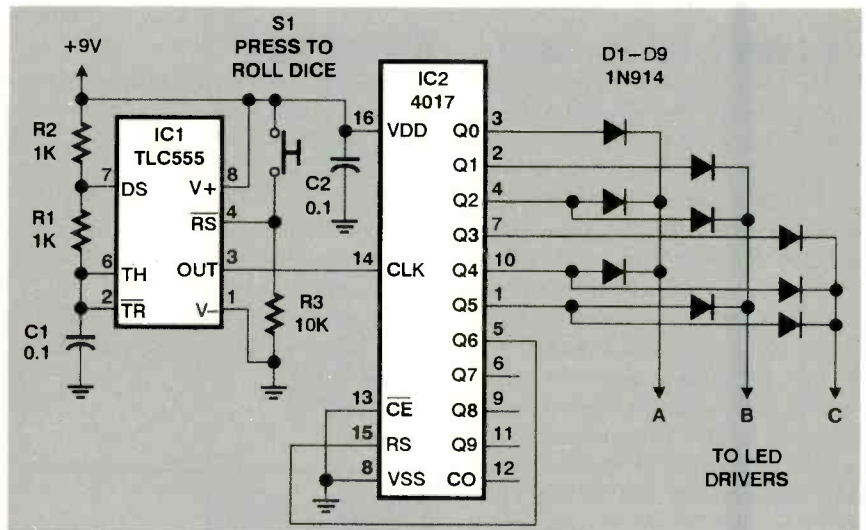 S1
PRESS TO
ROLL DICE
+9V
D1–D9
1N914
R2
1K
R1
1K
C1
0.1
IC1
TLC555
7 DS
V+ 8
RS 4
6 TH
OUT 3
2 TR
V– 1
R3
10K
C2
0.1
IC2
4017
16 VDD
14 CLK
13 CE
15 RS
8 VSS
Q0 3
Q1 2
Q2 4
Q3 7
Q4 10
Q5 1
Q6 5
Q7 6
Q8 9
Q9 11
CO 12
A B C
TO LED
DRIVERS